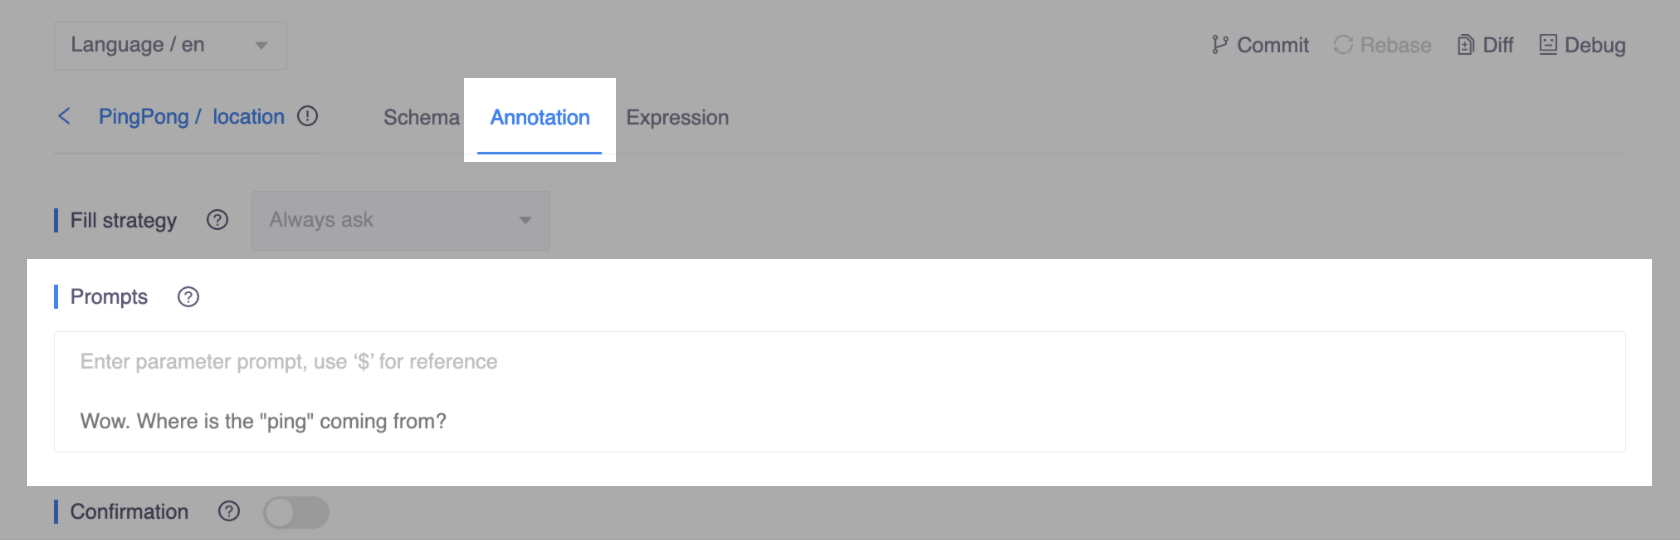 Language / en
Commit Rebase Diff Debug
PingPong / location Schema Annotation Expression
Fill strategy Always ask
Prompts
Enter parameter prompt, use ‘$’ for reference
Wow. Where is the "ping" coming from?
Confirmation